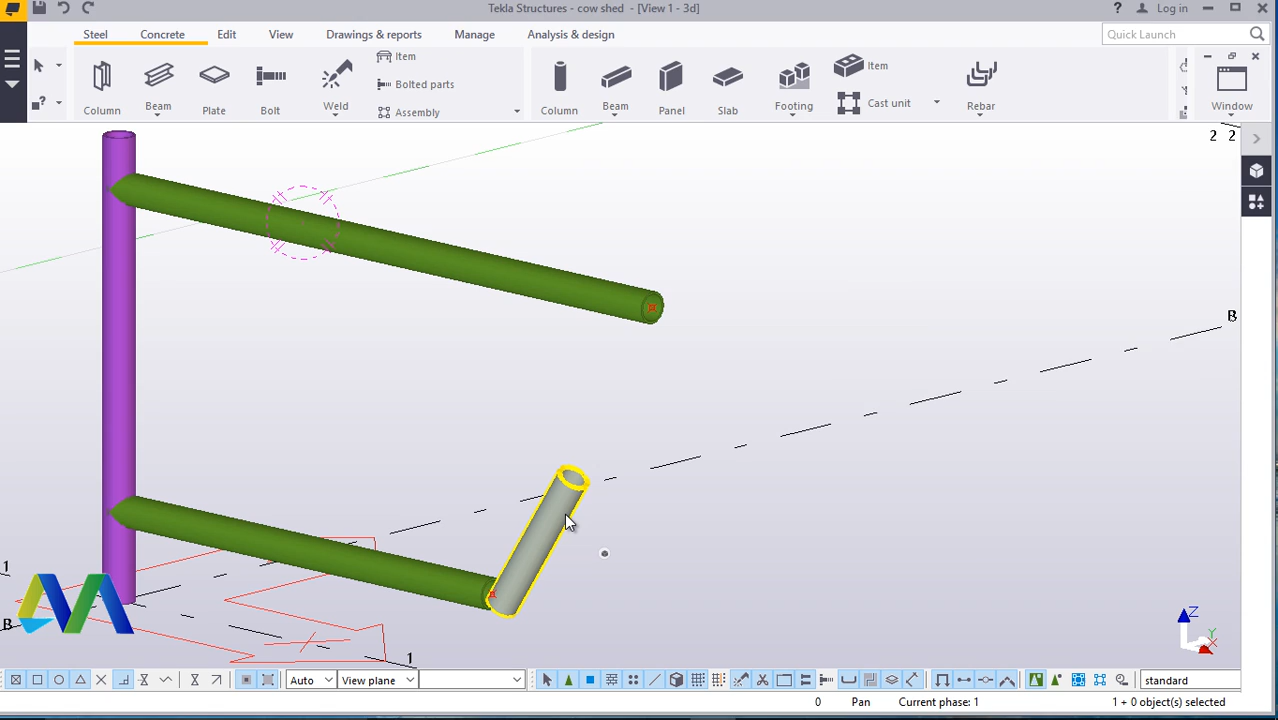 Tekla Structures - cow shed - [View 1 - 3d]
? Log in
Steel Concrete Edit View Drawings & reports Manage Analysis & design
Quick Launch
Item
Bolted parts
Assembly
Column Beam Plate Bolt Weld
Column Beam Panel Slab Footing
Item
Cast unit
Rebar
Window
2 2
B
1
B
1
Z
Y
X
Auto View plane standard
0 Pan Current phase: 1 1 + 0 object(s) selected